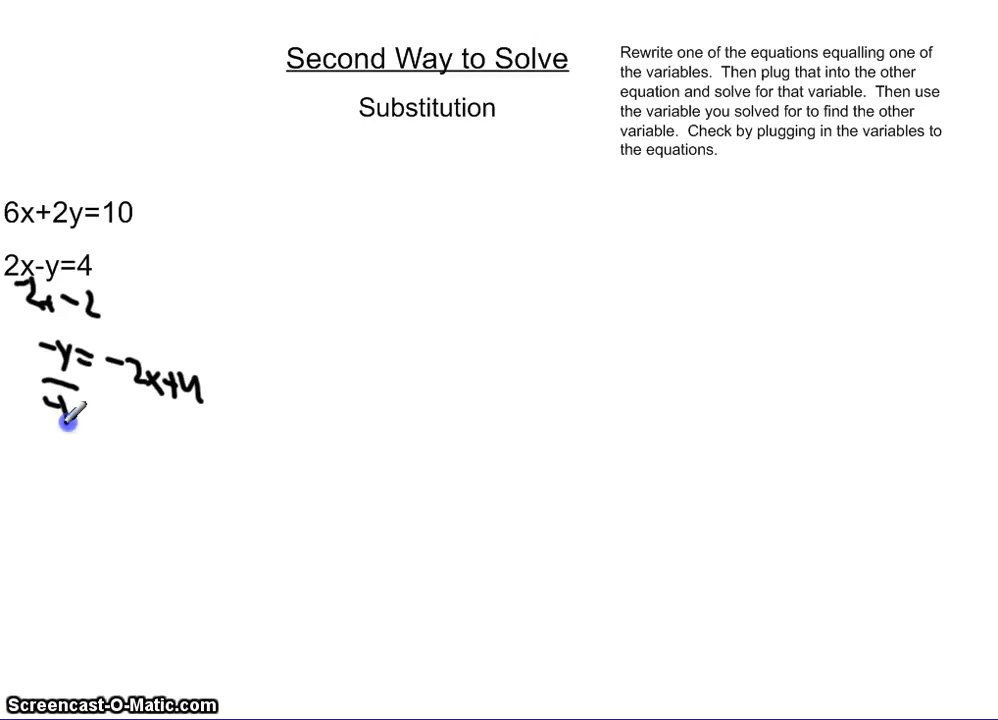 Second Way to Solve
Substitution
Rewrite one of the equations equalling one of
the variables. Then plug that into the other
equation and solve for that variable. Then use
the variable you solved for to find the other
variable. Check by plugging in the variables to
the equations.
6x+2y=10
2x-y=4
-y= -2x+4
Screencast-O-Matic.com